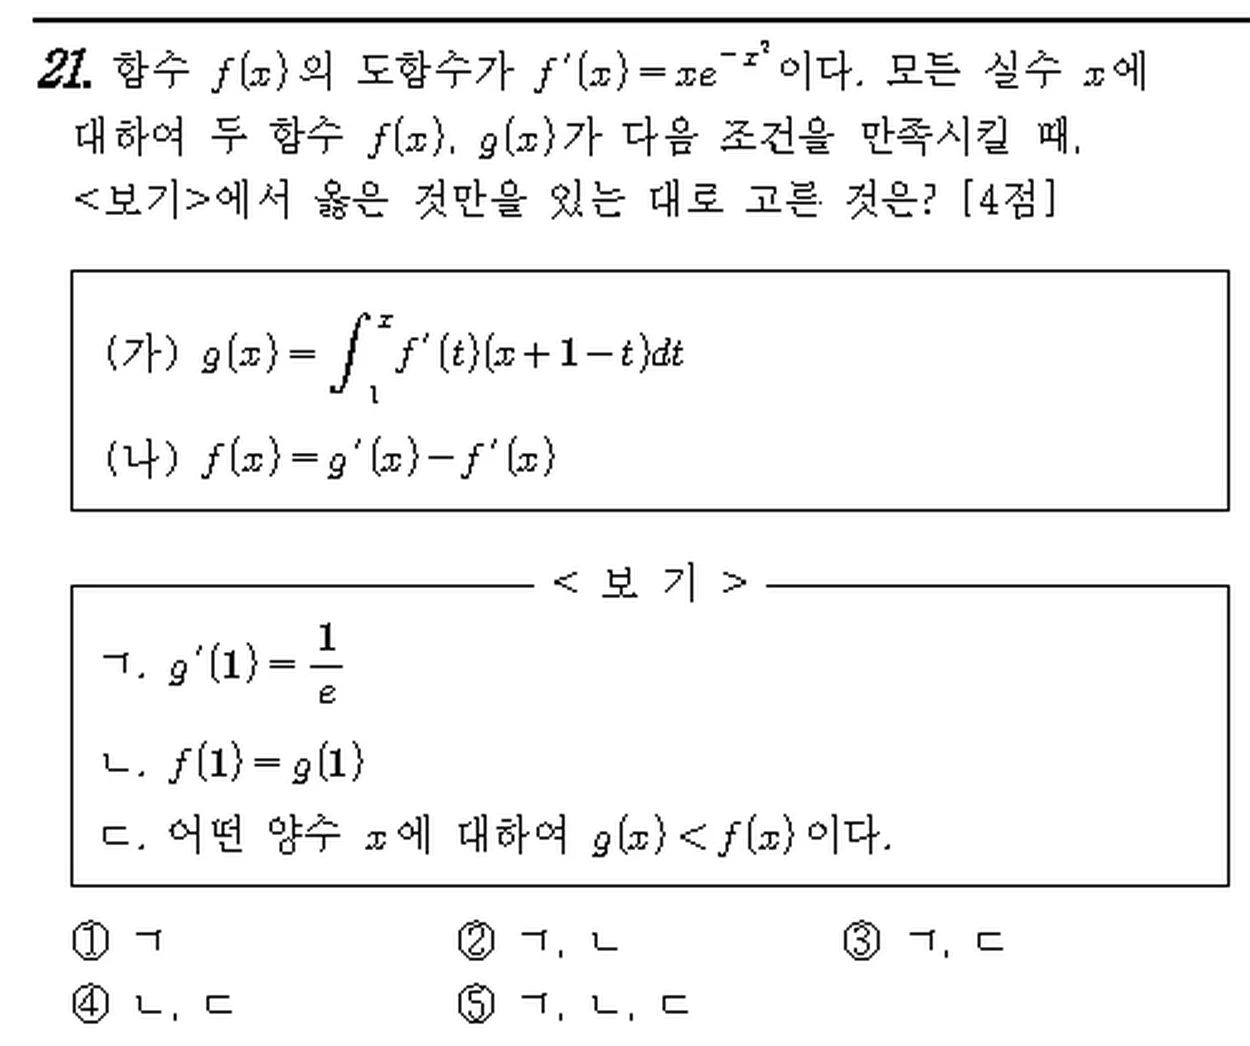 21. 함수 f(x)의 도함수가 f′(x)=xe^{-x²}이다. 모든 실수 x에
대하여 두 함수 f(x), g(x)가 다음 조건을 만족시킬 때,
<보기>에서 옳은 것만을 있는 대로 고른 것은? [4점]
(가) g(x)=∫₁ˣ f′(t)(x+1-t)dt
(나) f(x)=g′(x)-f′(x)
< 보 기 >
ㄱ. g′(1)=1/e
ㄴ. f(1)=g(1)
ㄷ. 어떤 양수 x에 대하여 g(x)<f(x)이다.
① ㄱ ② ㄱ, ㄴ ③ ㄱ, ㄷ
④ ㄴ, ㄷ ⑤ ㄱ, ㄴ, ㄷ